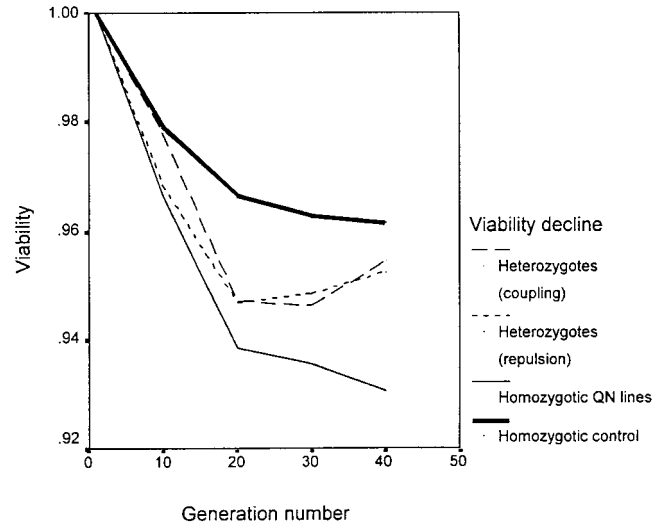 1.00
.98
.96
.94
.92
Viability
0
10
20
30
40
50
Generation number
Viability decline
Heterozygotes
(coupling)
Heterozygotes
(repulsion)
Homozygotic QN lines
Homozygotic control